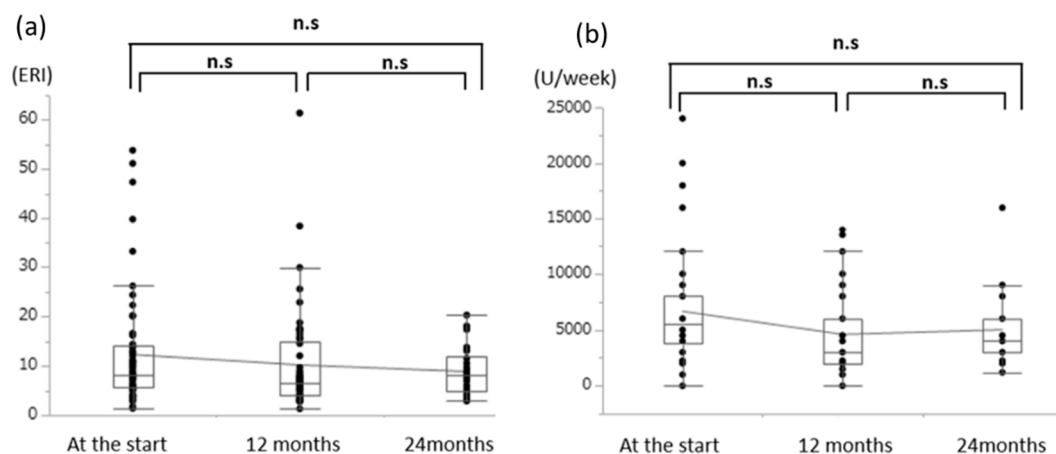 (a)
n.s
n.s
n.s
(ERI)
60
50
40
30
20
10
0
At the start
12 months
24months
(b)
n.s
n.s
n.s
(U/week)
25000
20000
15000
10000
5000
0
At the start
12 months
24months